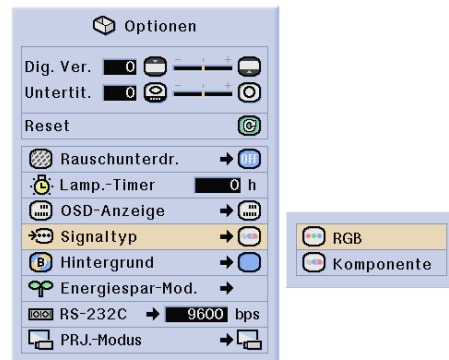 Optionen
Dig. Ver. 0
Untertit. 0
Reset
Rauschunterdr. OFF
Lamp.-Timer 0 h
OSD-Anzeige
Signaltyp
Hintergrund
Energiespar-Mod.
RS-232C 9600 bps
PRJ.-Modus
RGB
Komponente